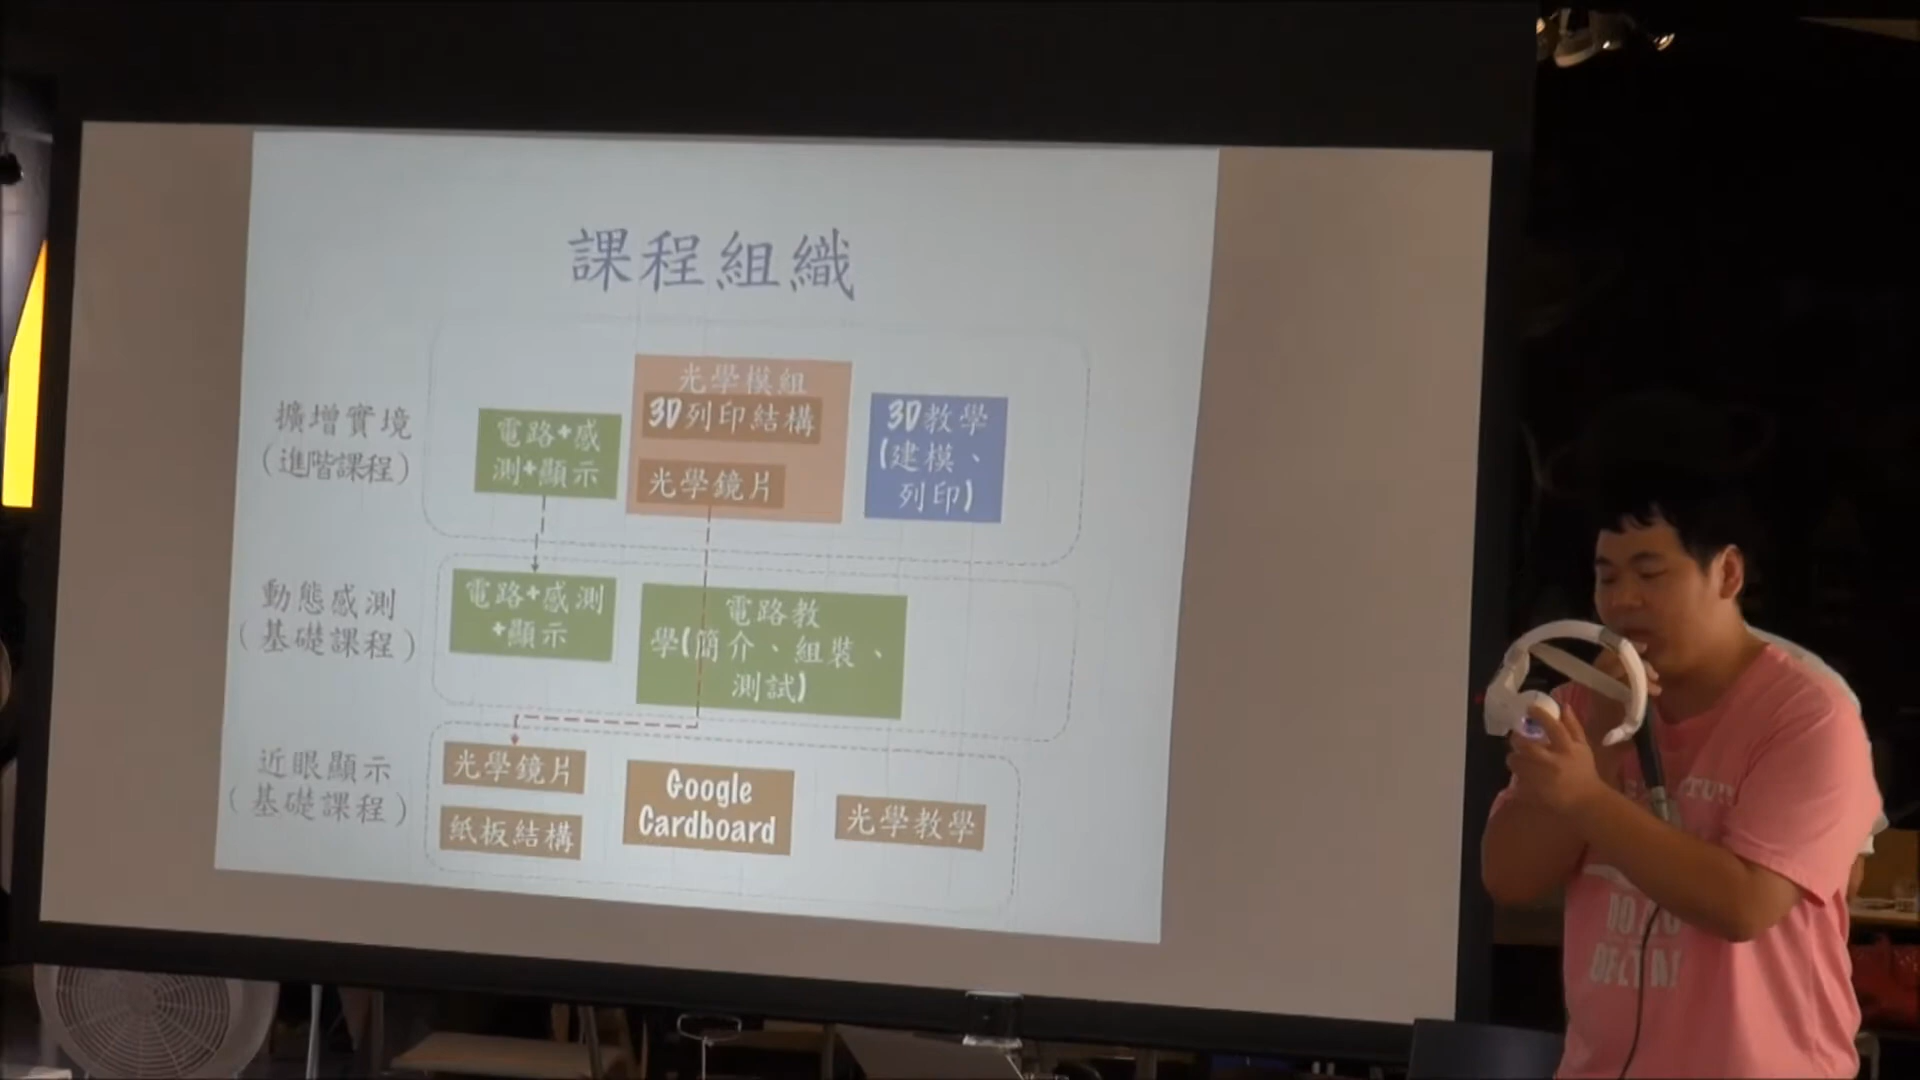 課程組織
擴增實境
(進階課程)
電路+感
測+顯示
光學模組
3D列印結構
光學鏡片
3D教學
(建模、
列印)
動態感測
(基礎課程)
電路+感測
+顯示
電路教
學(簡介、組裝、
測試)
近眼顯示
(基礎課程)
光學鏡片
紙板結構
Google
Cardboard
光學教學